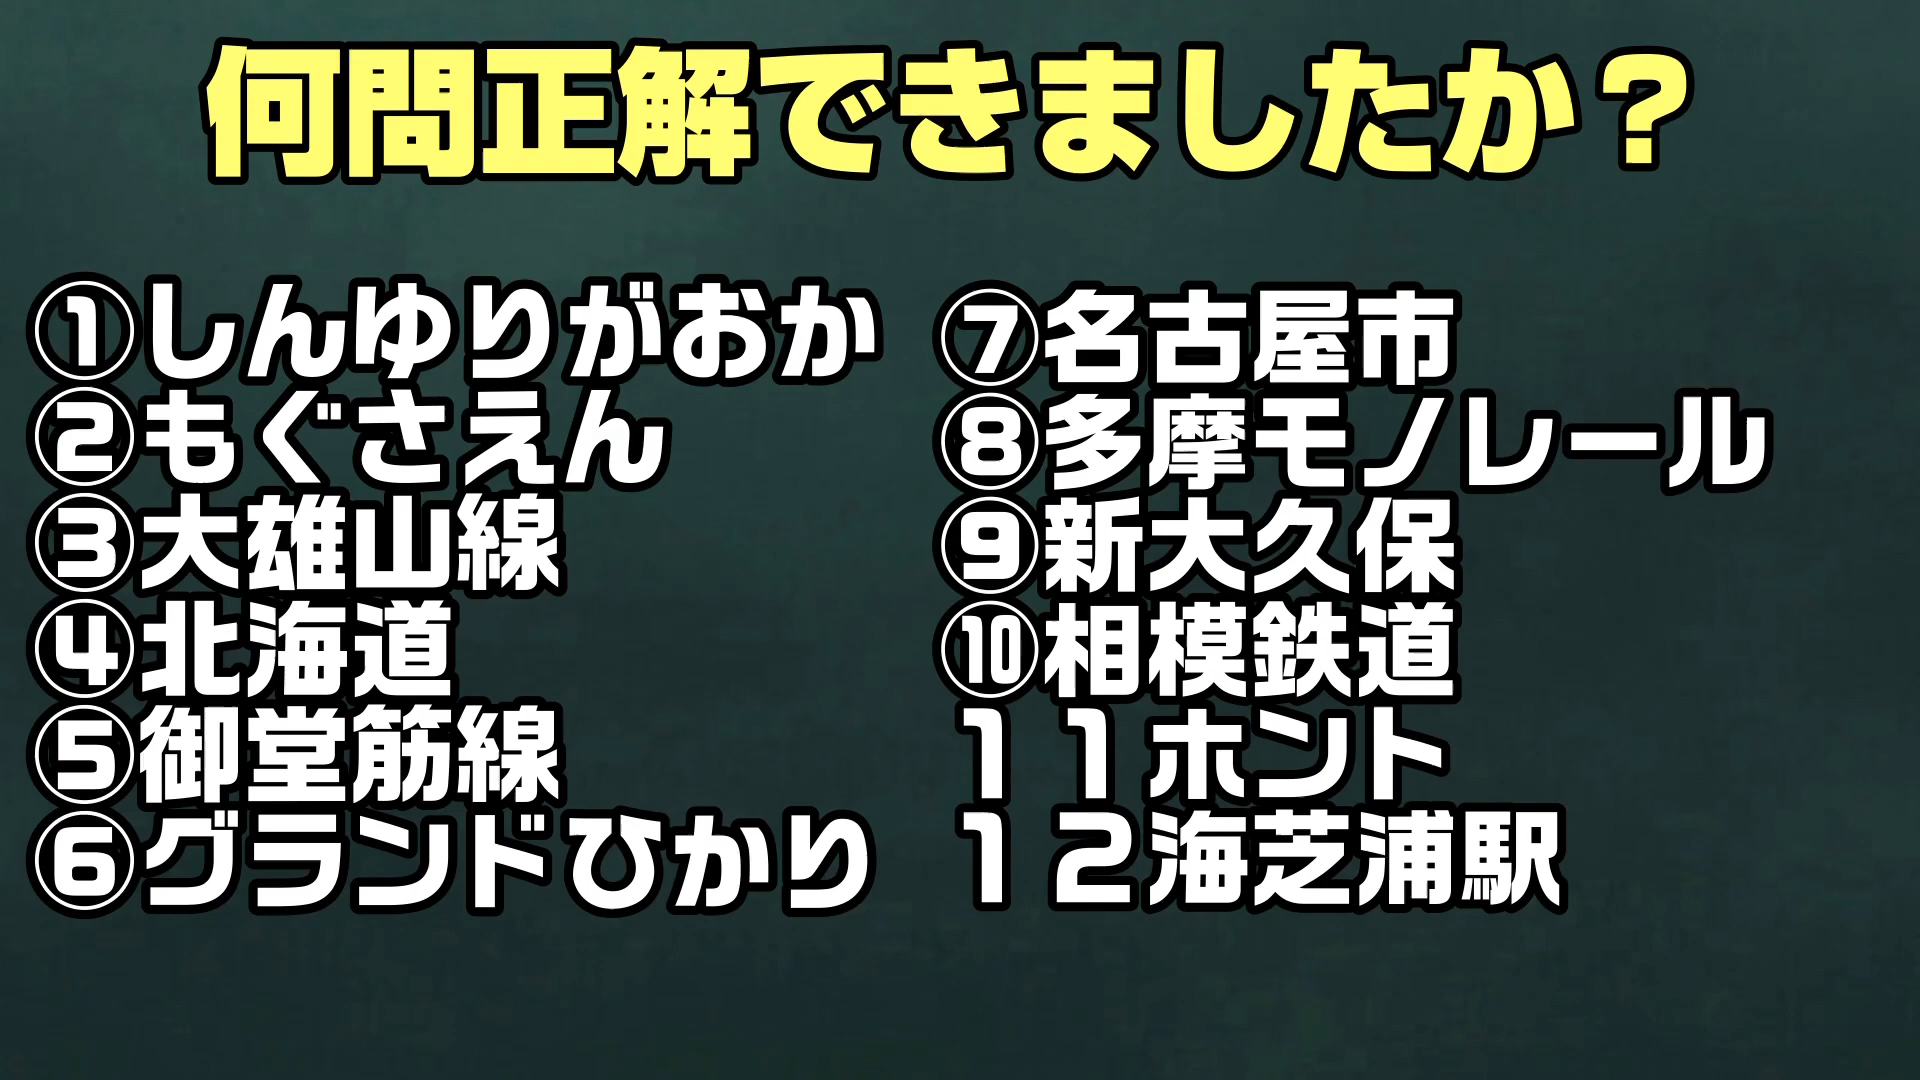 何問正解できましたか？
①しんゆりがおか
②もぐさえん
③大雄山線
④北海道
⑤御堂筋線
⑥グランドひかり
⑦名古屋市
⑧多摩モノレール
⑨新大久保
⑩相模鉄道
１１ホント
１２海芝浦駅